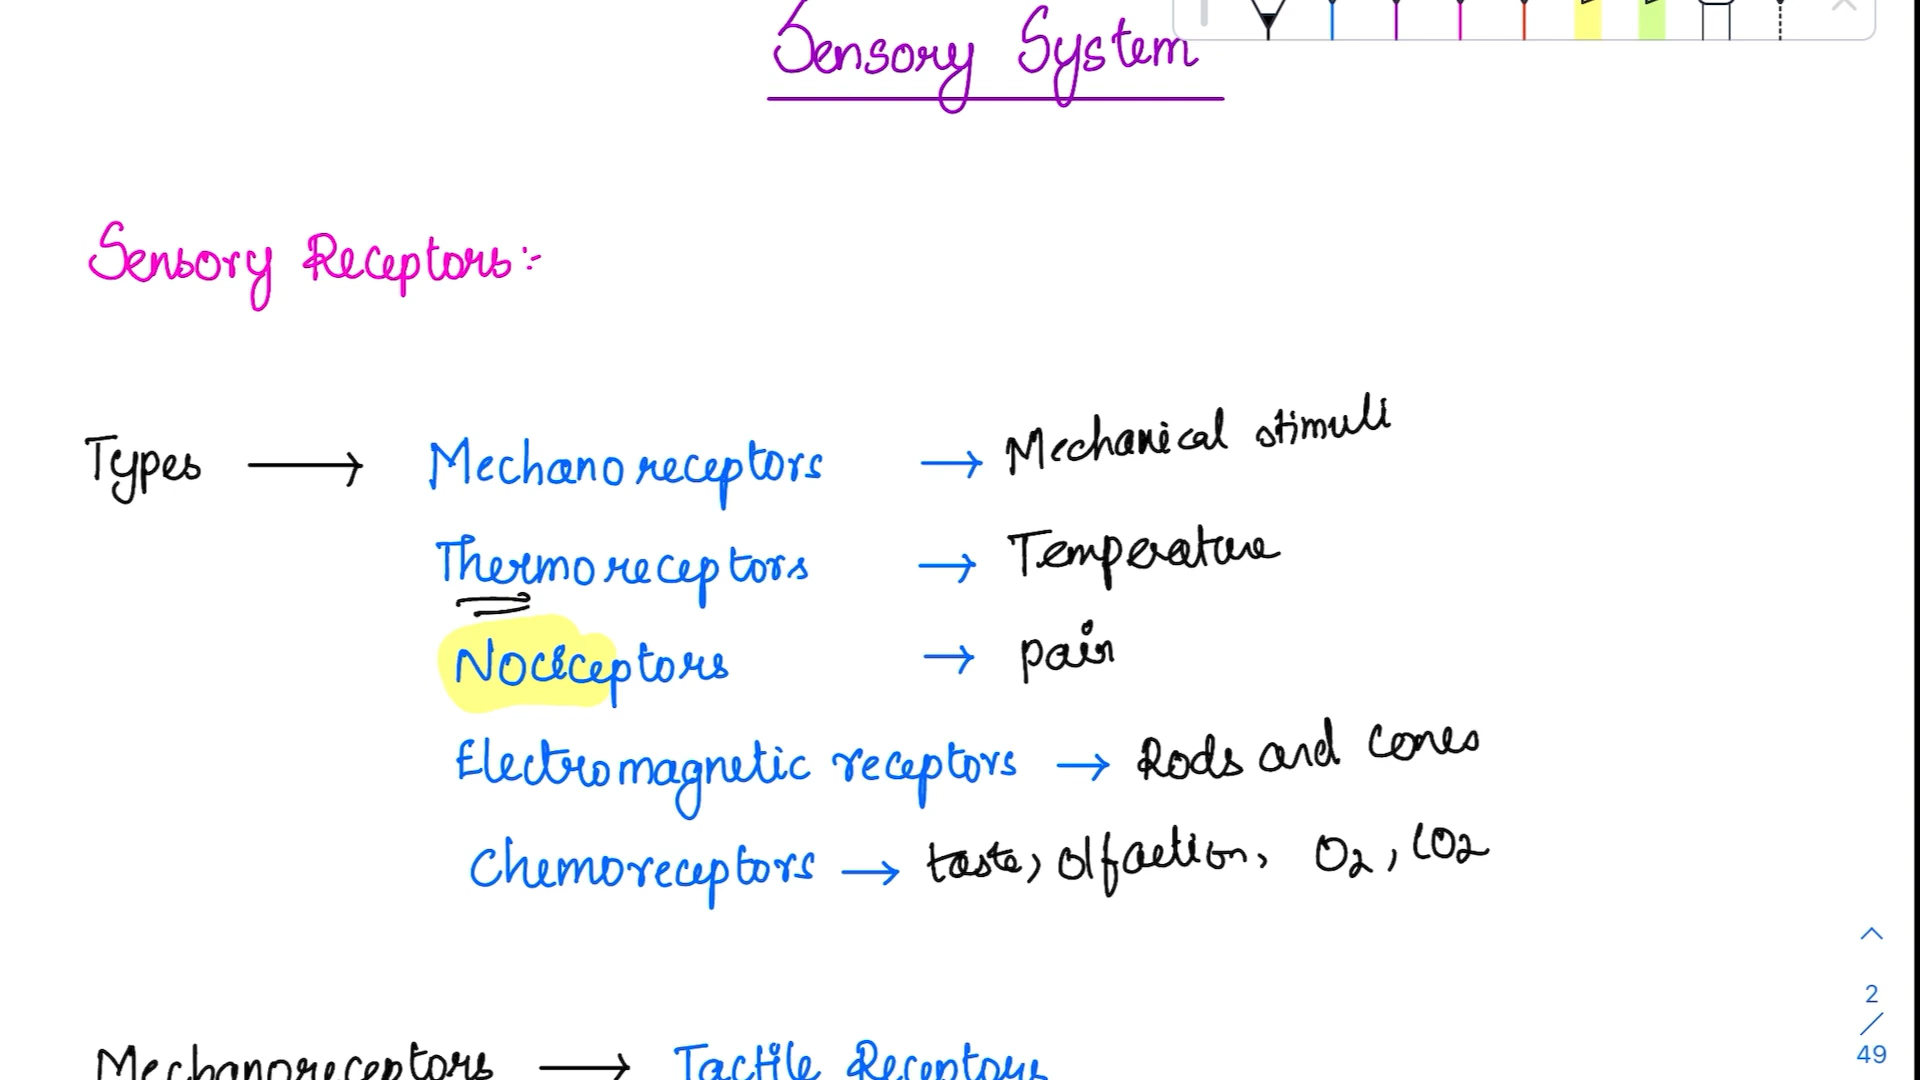 Sensory System
Sensory Receptors:-
Types → Mechanoreceptors → Mechanical stimuli
Thermoreceptors → Temperature
Nociceptors → pain
Electromagnetic receptors → Rods and cones
Chemoreceptors → taste, olfaction, O2, CO2
Mechanoreceptors → Tactile Receptors
2
/
49